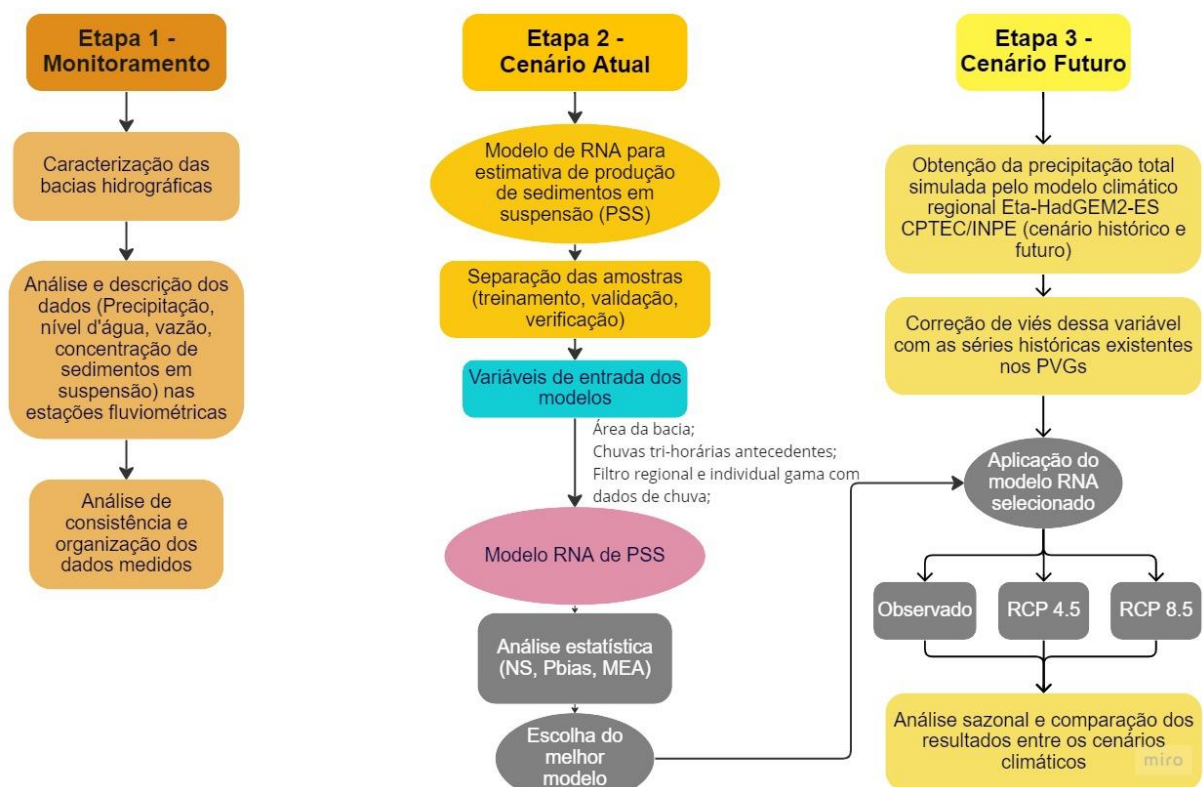 Etapa 1 -
Monitoramento
Caracterização das
bacias hidrográficas
Análise e descrição dos
dados (Precipitação,
nível d'água, vazão,
concentração de
sedimentos em
suspensão) nas
estações fluviométricas
Análise de
consistência e
organização dos
dados medidos
Etapa 2 -
Cenário Atual
Modelo de RNA para
estimativa de produção
de sedimentos em
suspensão (PSS)
Separação das amostras
(treinamento, validação,
verificação)
Variáveis de entrada dos
modelos
Área da bacia;
Chuvas tri-horárias antecedentes;
Filtro regional e individual gama com
dados de chuva;
Modelo RNA de PSS
Análise estatística
(NS, Pbias, MEA)
Escolha do
melhor
modelo
Etapa 3 -
Cenário Futuro
Obtenção da precipitação total
simulada pelo modelo climático
regional Eta-HadGEM2-ES
CPTEC/INPE (cenário histórico e
futuro)
Correção de viés dessa variável
com as séries históricas existentes
nos PVGs
Aplicação do
modelo RNA
selecionado
Observado
RCP 4.5
RCP 8.5
Análise sazonal e comparação dos
resultados entre os cenários
climáticos
miro